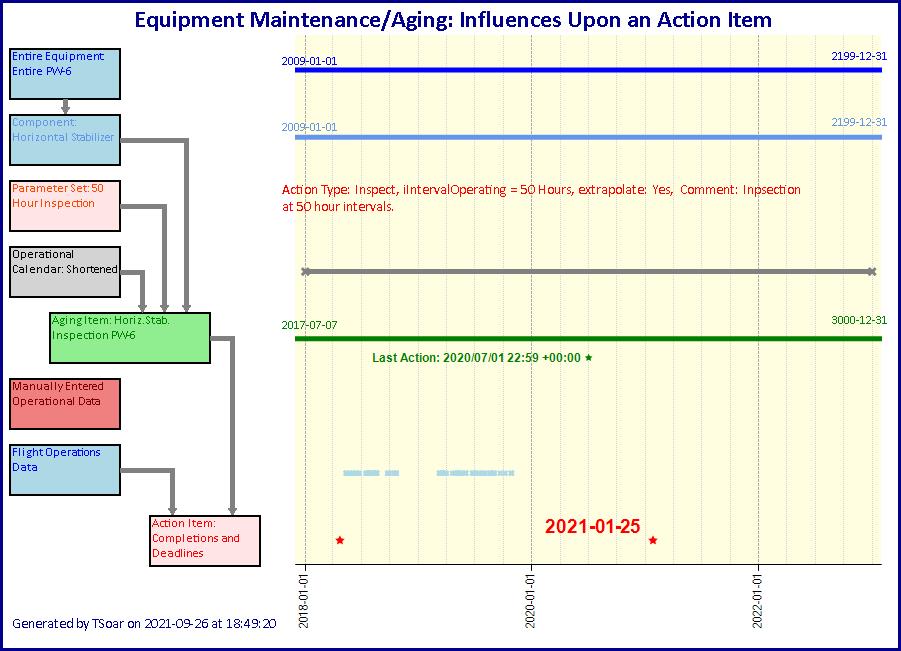 Equipment Maintenance/Aging: Influences Upon an Action Item
Entire Equipment
Entire PW-6
2009-01-01
2199-12-31
Component:
Horizontal Stabilizer
2009-01-01
2199-12-31
Parameter Set: 50
Hour Inspection
Action Type: Inspect, iIntervalOperating = 50 Hours, extrapolate: Yes, Comment: Inpsection
at 50 hour intervals.
Operational
Calendar: Shortened
Aging Item: Horiz.Stab.
Inspection PW-6
2017-07-07
3000-12-31
Last Action: 2020/07/01 22:59 +00:00
Manually Entered
Operational Data
Flight Operations
Data
Action Item:
Completions and
Deadlines
2021-01-25
2018-01-01
2020-01-01
2022-01-01
Generated by TSoar on 2021-09-26 at 18:49:20